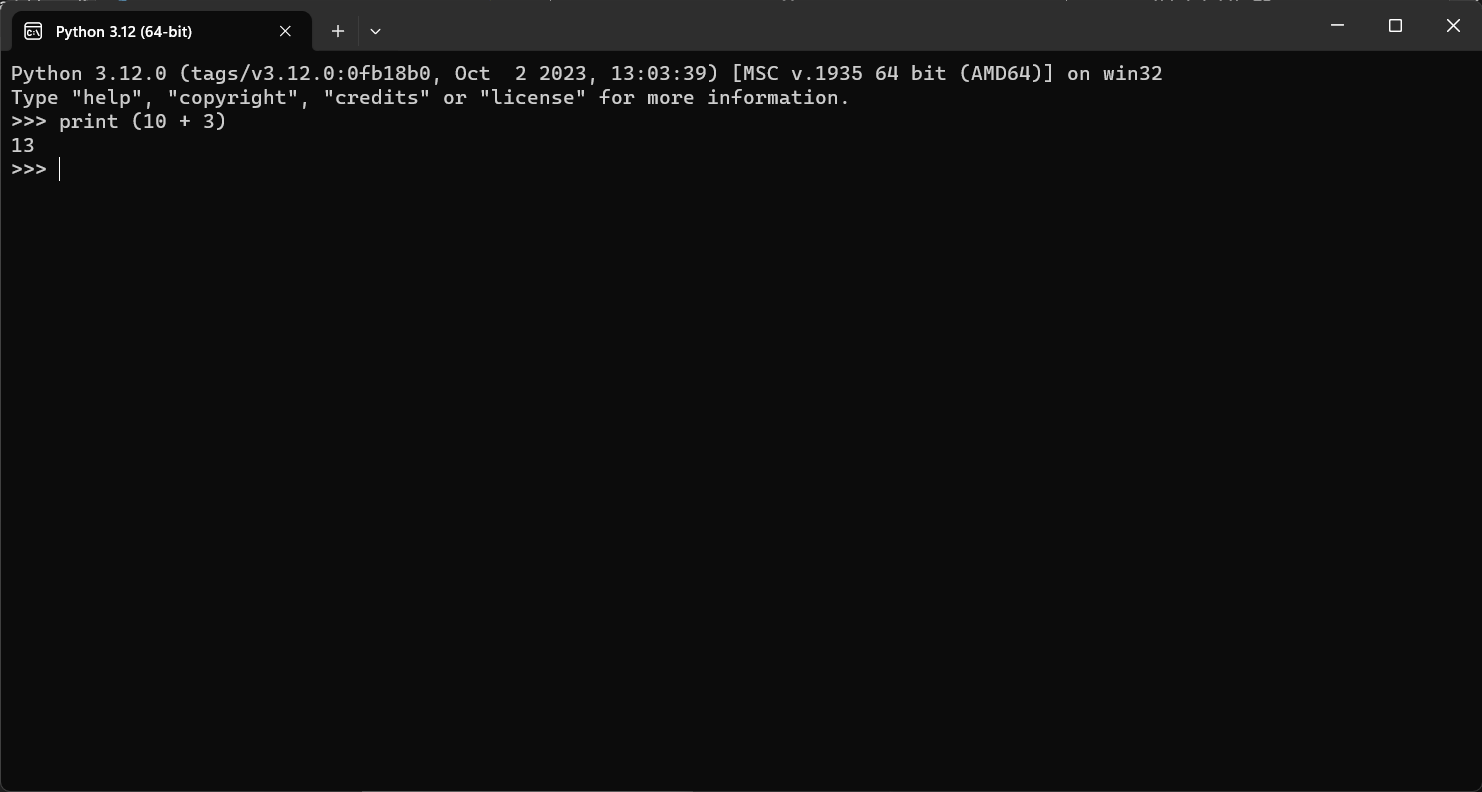 Python 3.12 (64-bit)
Python 3.12.0 (tags/v3.12.0:0fb18b0, Oct  2 2023, 13:03:39) [MSC v.1935 64 bit (AMD64)] on win32
Type "help", "copyright", "credits" or "license" for more information.
>>> print (10 + 3)
13
>>>